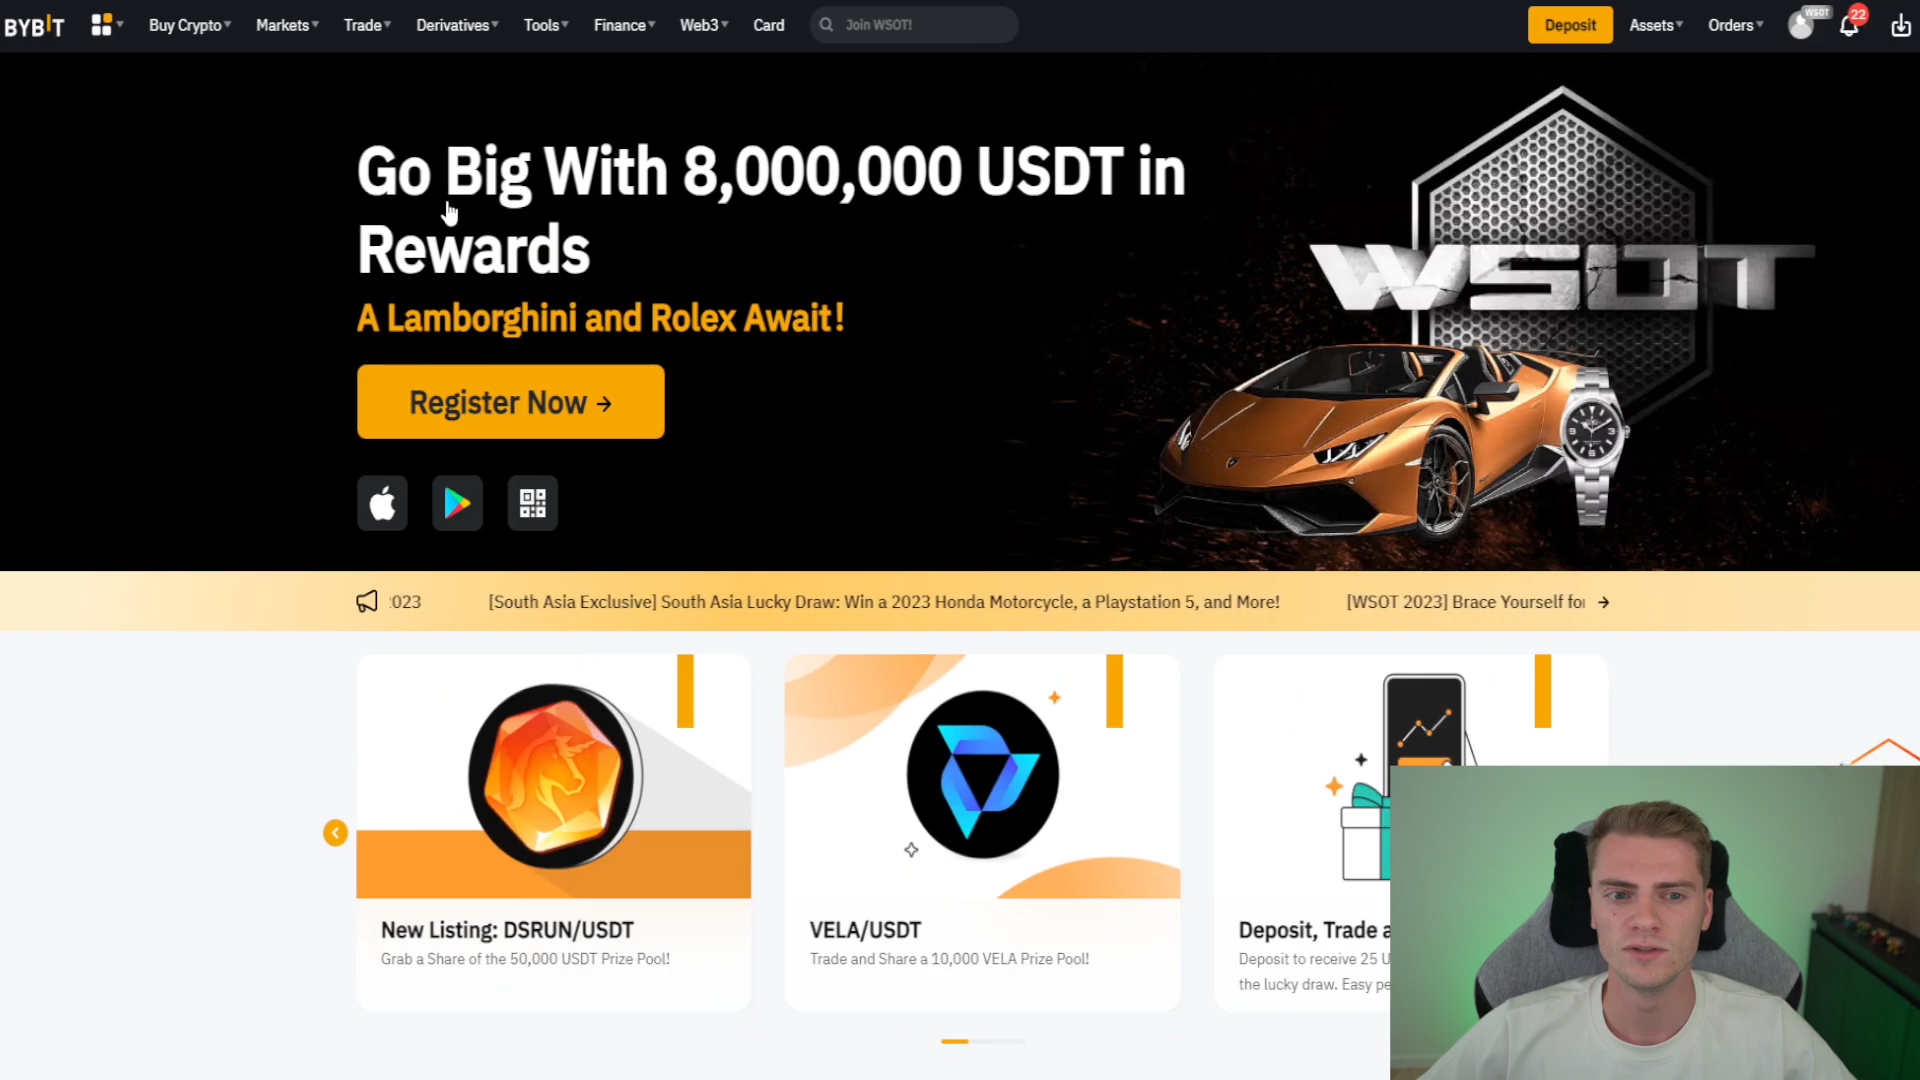 BYBIT
Buy Crypto
Markets
Trade
Derivatives
Tools
Finance
Web3
Card
Join WSOT!
Deposit
Assets
Orders
WSOT
22
Go Big With 8,000,000 USDT in
Rewards
A Lamborghini and Rolex Await!
Register Now →
WSOT
2023
[South Asia Exclusive] South Asia Lucky Draw: Win a 2023 Honda Motorcycle, a Playstation 5, and More!
[WSOT 2023] Brace Yourself for
New Listing: DSRUN/USDT
Grab a Share of the 50,000 USDT Prize Pool!
VELA/USDT
Trade and Share a 10,000 VELA Prize Pool!
Deposit, Trade a
Deposit to receive 25 U
the lucky draw. Easy pe